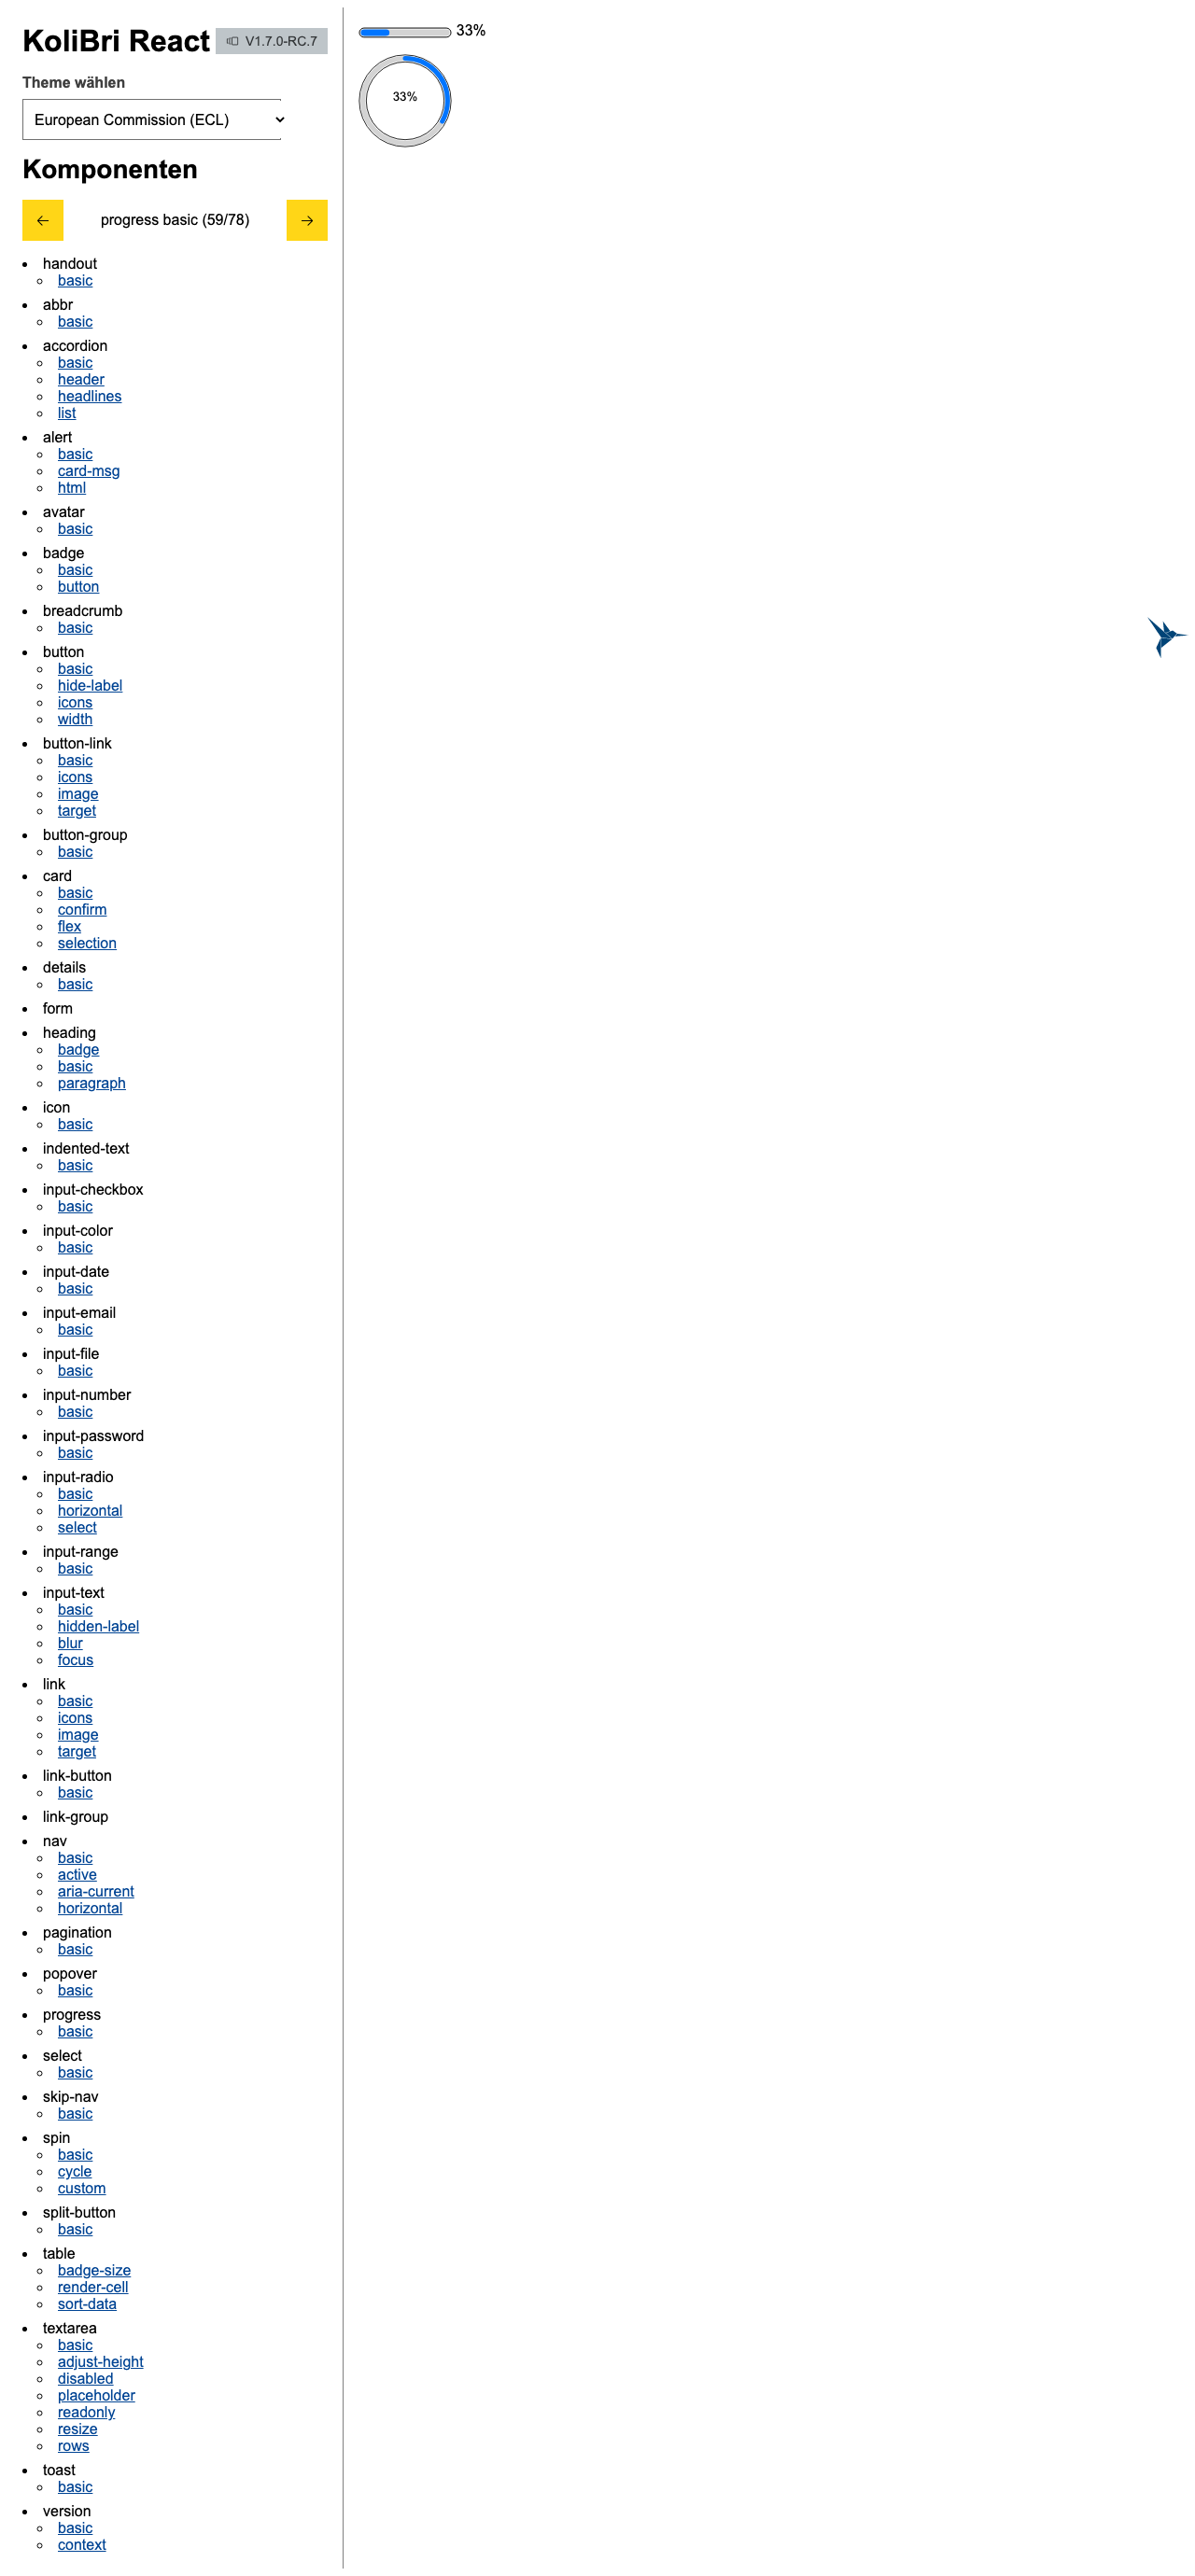 KoliBri React V1.7.0-RC.7
Theme wählen
European Commission (ECL)
Komponenten
progress basic (59/78)
handout
basic
abbr
basic
accordion
basic
header
headlines
list
alert
basic
card-msg
html
avatar
basic
badge
basic
button
breadcrumb
basic
button
basic
hide-label
icons
width
button-link
basic
icons
image
target
button-group
basic
card
basic
confirm
flex
selection
details
basic
form
heading
badge
basic
paragraph
icon
basic
indented-text
basic
input-checkbox
basic
input-color
basic
input-date
basic
input-email
basic
input-file
basic
input-number
basic
input-password
basic
input-radio
basic
horizontal
select
input-range
basic
input-text
basic
hidden-label
blur
focus
link
basic
icons
image
target
link-button
basic
link-group
nav
basic
active
aria-current
horizontal
pagination
basic
popover
basic
progress
basic
select
basic
skip-nav
basic
spin
basic
cycle
custom
split-button
basic
table
badge-size
render-cell
sort-data
textarea
basic
adjust-height
disabled
placeholder
readonly
resize
rows
toast
basic
version
basic
context
33%
33%